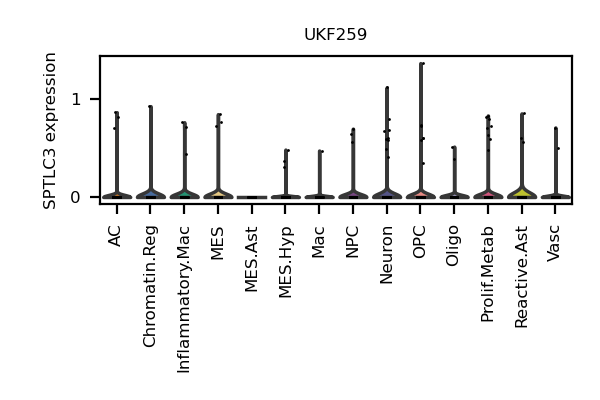 UKF259
SPTLC3 expression
1
0
AC
Chromatin.Reg
Inflammatory.Mac
MES
MES.Ast
MES.Hyp
Mac
NPC
Neuron
OPC
Oligo
Prolif.Metab
Reactive.Ast
Vasc